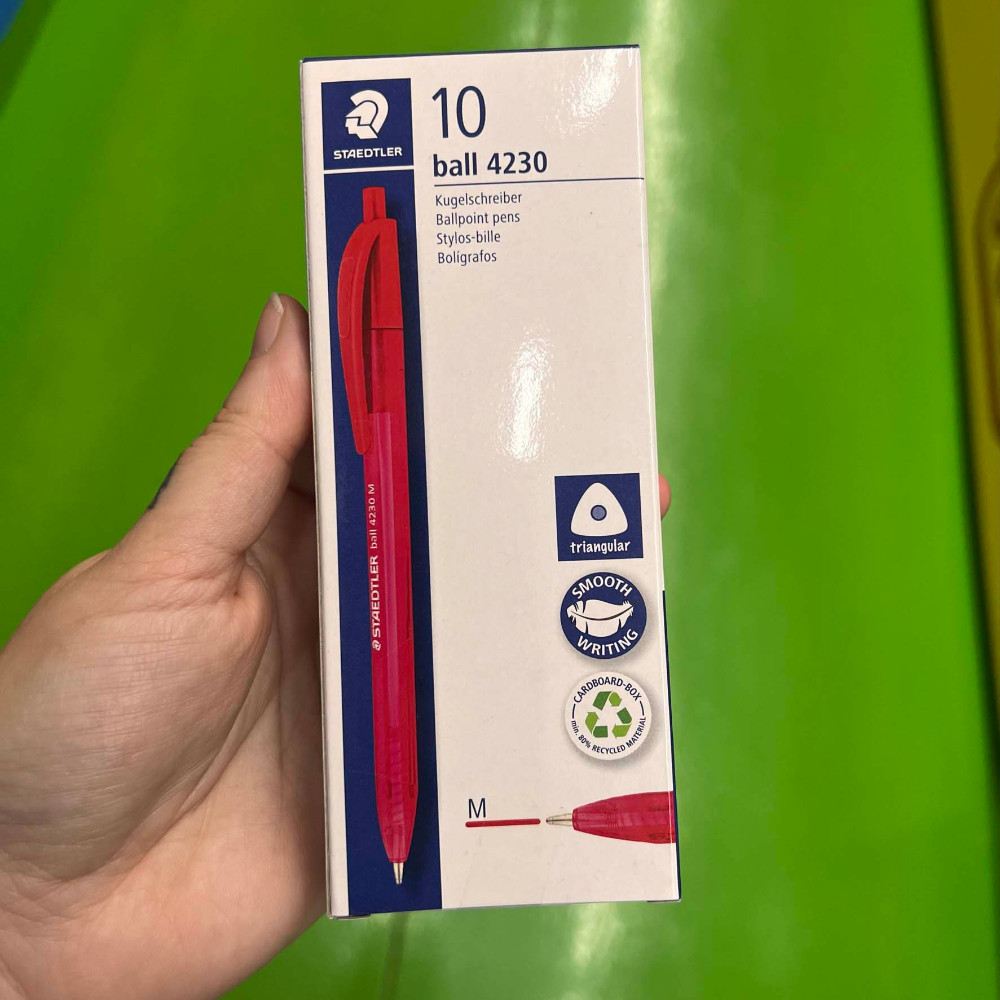 STAEDTLER
10
ball 4230
Kugelschreiber
Ballpoint pens
Stylos-bille
Bolígrafos
STAEDTLER ball 4230 M
triangular
SMOOTH
WRITING
CARDBOARD-BOX
min. 80% RECYCLED MATERIAL
M